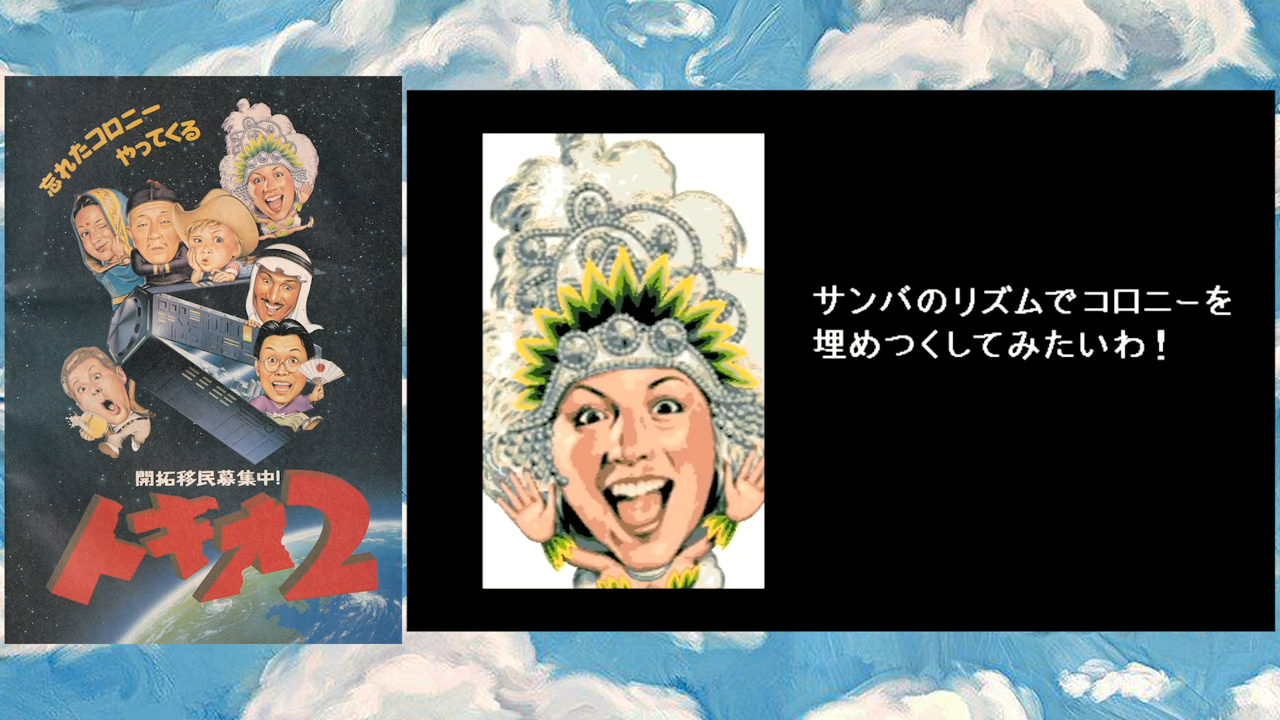 忘れたコロニー
やってくる
開拓移民募集中!
トキオ2
サンバのリズムでコロニーを
埋めつくしてみたいわ!